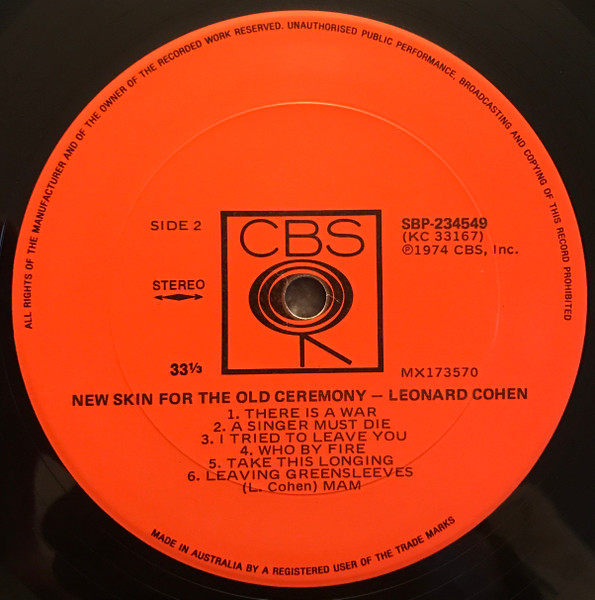 ALL RIGHTS OF THE MANUFACTURER AND OF THE OWNER OF THE RECORDED WORK RESERVED. UNAUTHORISED PUBLIC PERFORMANCE, BROADCASTING AND COPYING OF THIS RECORD PROHIBITED
SIDE 2
CBS
SBP-234549
(KC 33167)
℗1974 CBS, Inc.
STEREO
33⅓
MX173570
NEW SKIN FOR THE OLD CEREMONY — LEONARD COHEN
1. THERE IS A WAR
2. A SINGER MUST DIE
3. I TRIED TO LEAVE YOU
4. WHO BY FIRE
5. TAKE THIS LONGING
6. LEAVING GREENSLEEVES
(L. Cohen) MAM
MADE IN AUSTRALIA BY A REGISTERED USER OF THE TRADE MARKS